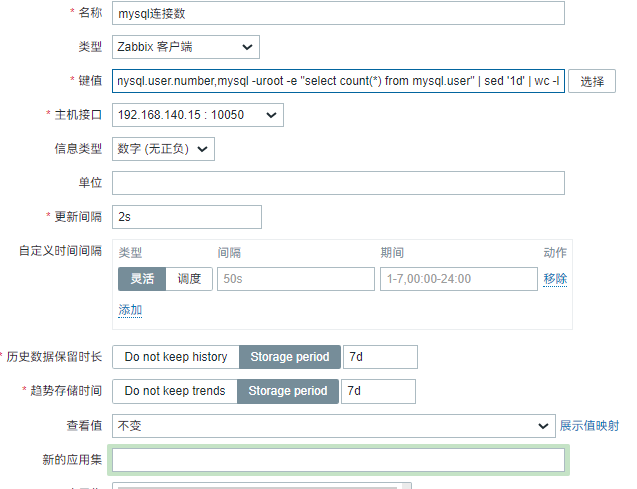 * 名称 mysql连接数
类型 Zabbix 客户端
* 键值 nysql.user.number,mysql -uroot -e "select count(*) from mysql.user" | sed '1d' | wc -l 选择
* 主机接口 192.168.140.15 : 10050
信息类型 数字 (无正负)
单位
* 更新间隔 2s
自定义时间间隔 类型 间隔 期间 动作
灵活 调度 50s 1-7,00:00-24:00 移除
添加
* 历史数据保留时长 Do not keep history Storage period 7d
* 趋势存储时间 Do not keep trends Storage period 7d
查看值 不变 展示值映射
新的应用集